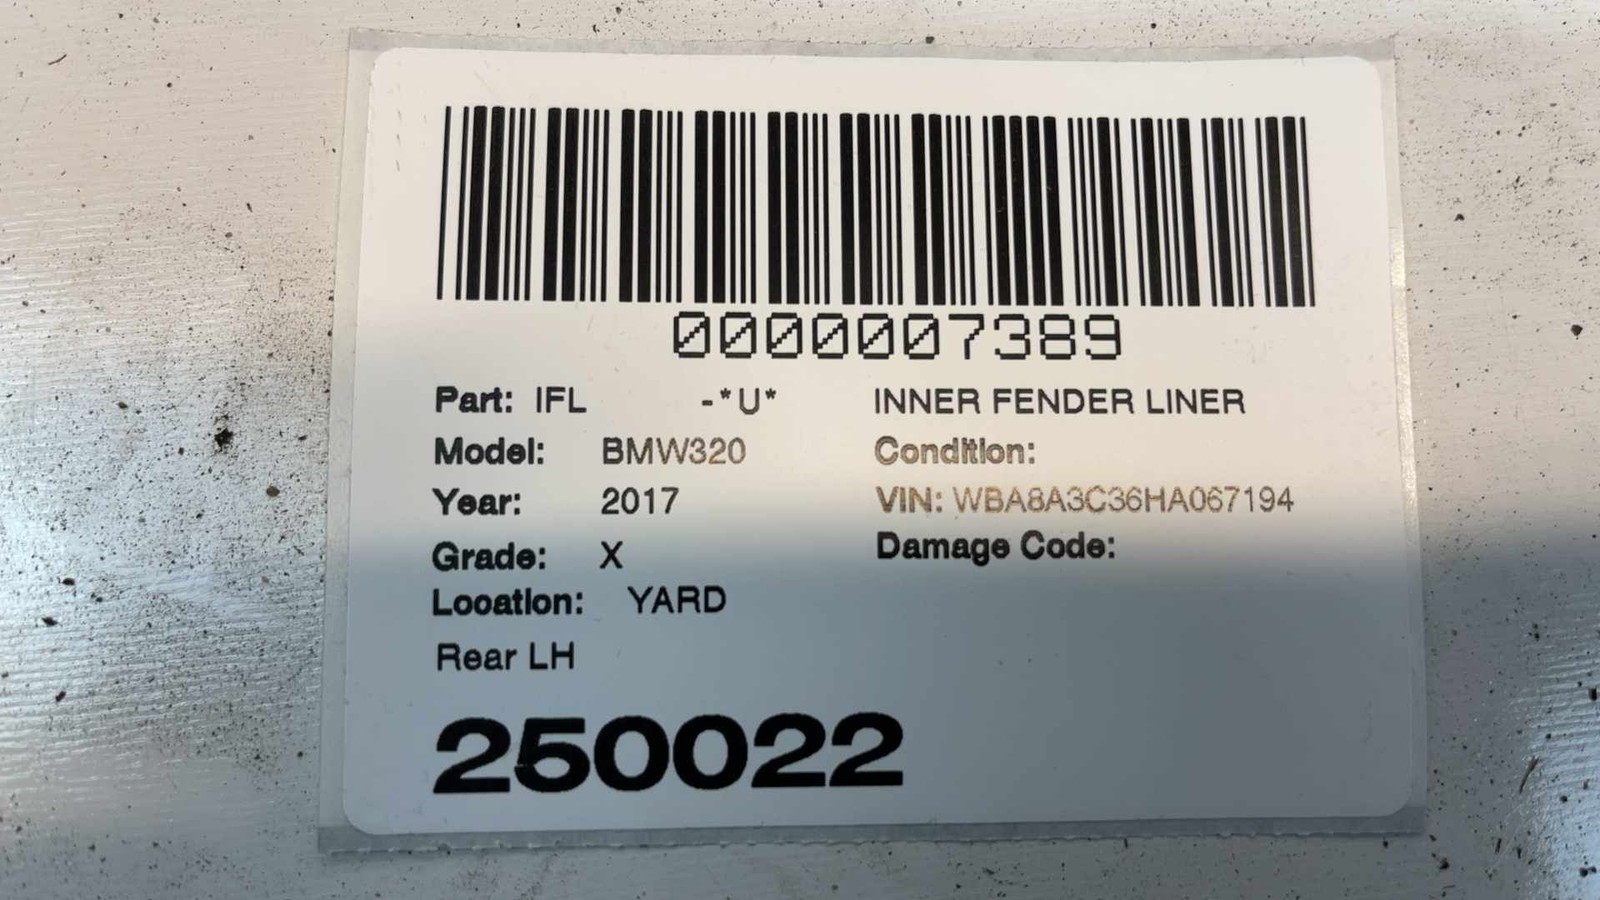 0000007389
Part: IFL -*U* INNER FENDER LINER
Model: BMW320 Condition:
Year: 2017 VIN: WBA8A3C36HA067194
Grade: X Damage Code:
Location: YARD
Rear LH
250022